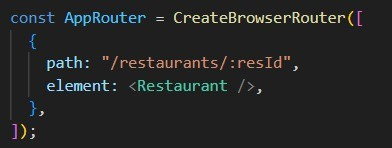 const AppRouter = CreateBrowserRouter([
  {
    path: "/restaurants/:resId",
    element: <Restaurant />,
  },
]);